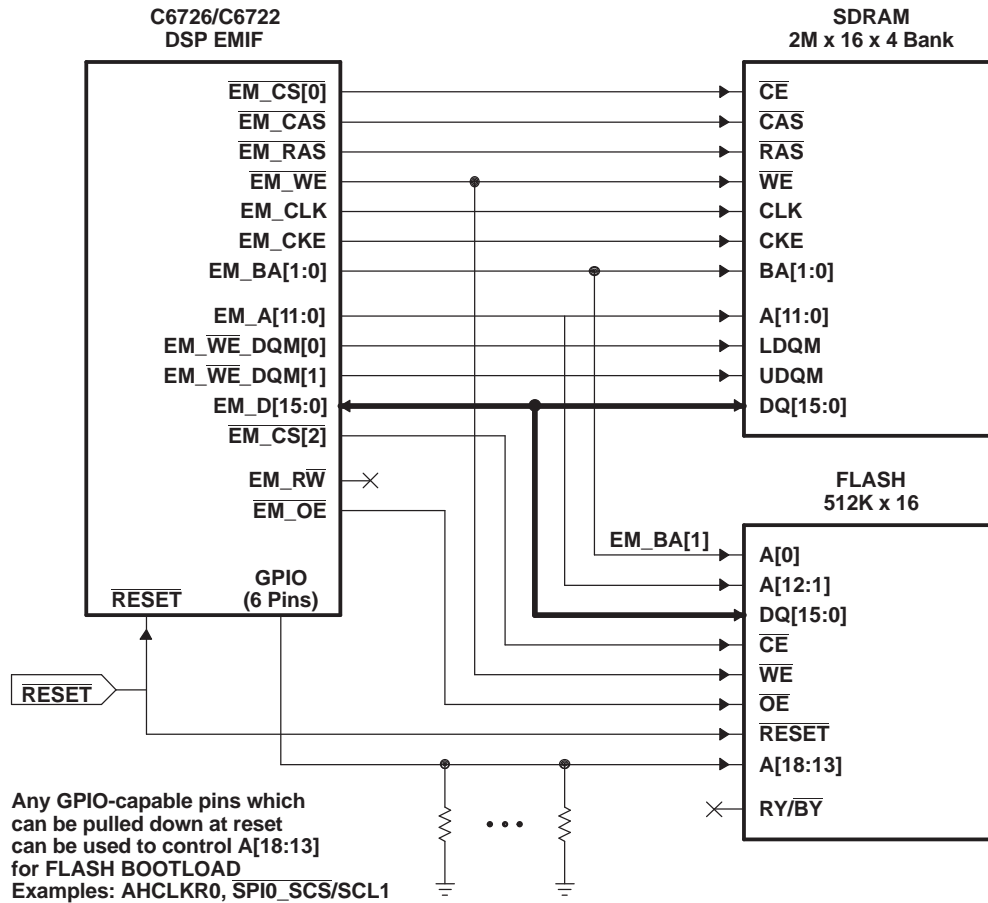 C6726/C6722
DSP EMIF
SDRAM
2M x 16 x 4 Bank
EM_CS[0]
CE
EM_CAS
CAS
EM_RAS
RAS
EM_WE
WE
EM_CLK
CLK
EM_CKE
CKE
EM_BA[1:0]
BA[1:0]
EM_A[11:0]
A[11:0]
EM_WE_DQM[0]
LDQM
EM_WE_DQM[1]
UDQM
EM_D[15:0]
DQ[15:0]
EM_CS[2]
EM_RW
EM_OE
FLASH
512K x 16
EM_BA[1]
A[0]
A[12:1]
GPIO
(6 Pins)
RESET
DQ[15:0]
CE
WE
RESET
OE
RESET
A[18:13]
RY/BY
Any GPIO-capable pins which
can be pulled down at reset
can be used to control A[18:13]
for FLASH BOOTLOAD
Examples: AHCLKR0, SPI0_SCS/SCL1